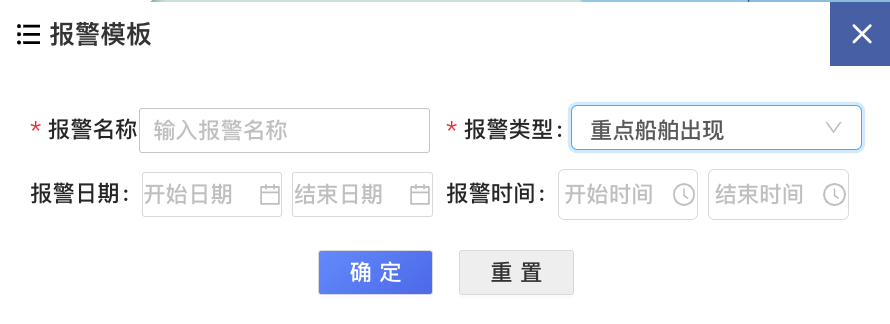 报警模板
* 报警名称 输入报警名称 * 报警类型: 重点船舶出现
报警日期: 开始日期 结束日期 报警时间: 开始时间 结束时间
确 定 重 置